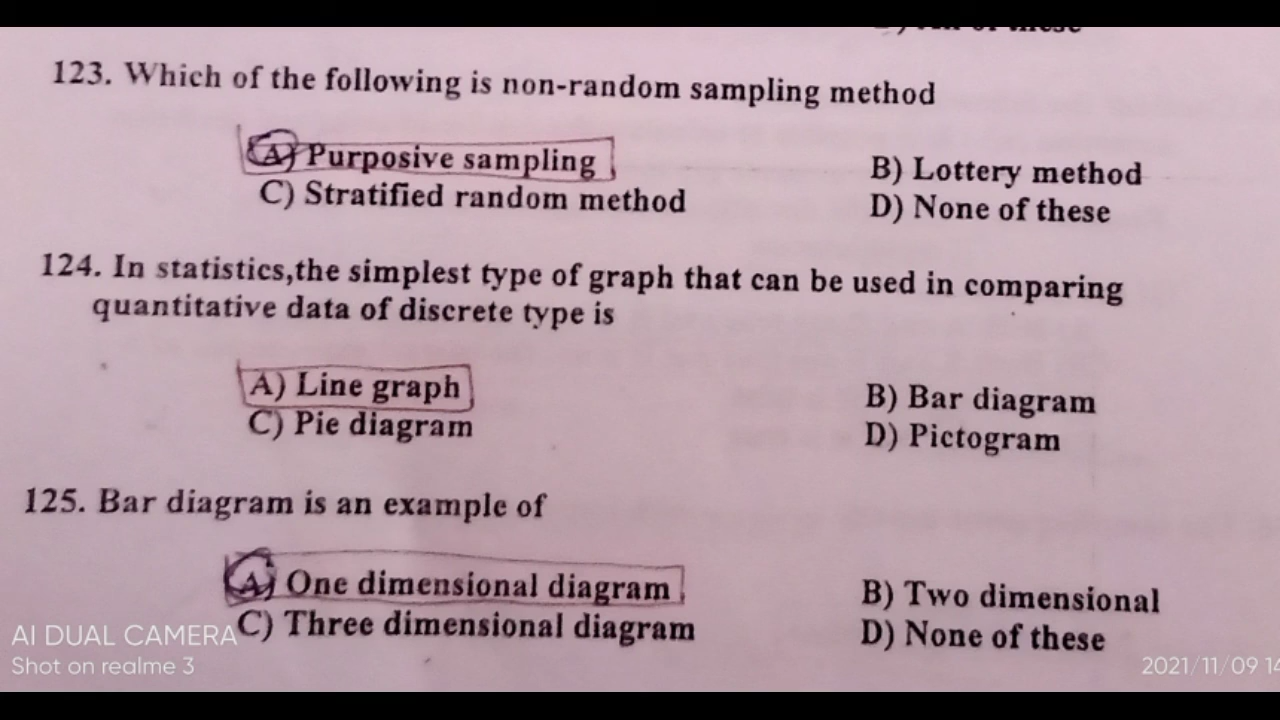 123. Which of the following is non-random sampling method
A) Purposive sampling B) Lottery method
C) Stratified random method D) None of these
124. In statistics,the simplest type of graph that can be used in comparing
quantitative data of discrete type is
A) Line graph B) Bar diagram
C) Pie diagram D) Pictogram
125. Bar diagram is an example of
A) One dimensional diagram B) Two dimensional
C) Three dimensional diagram D) None of these
AI DUAL CAMERA
Shot on realme 3 2021/11/09 14